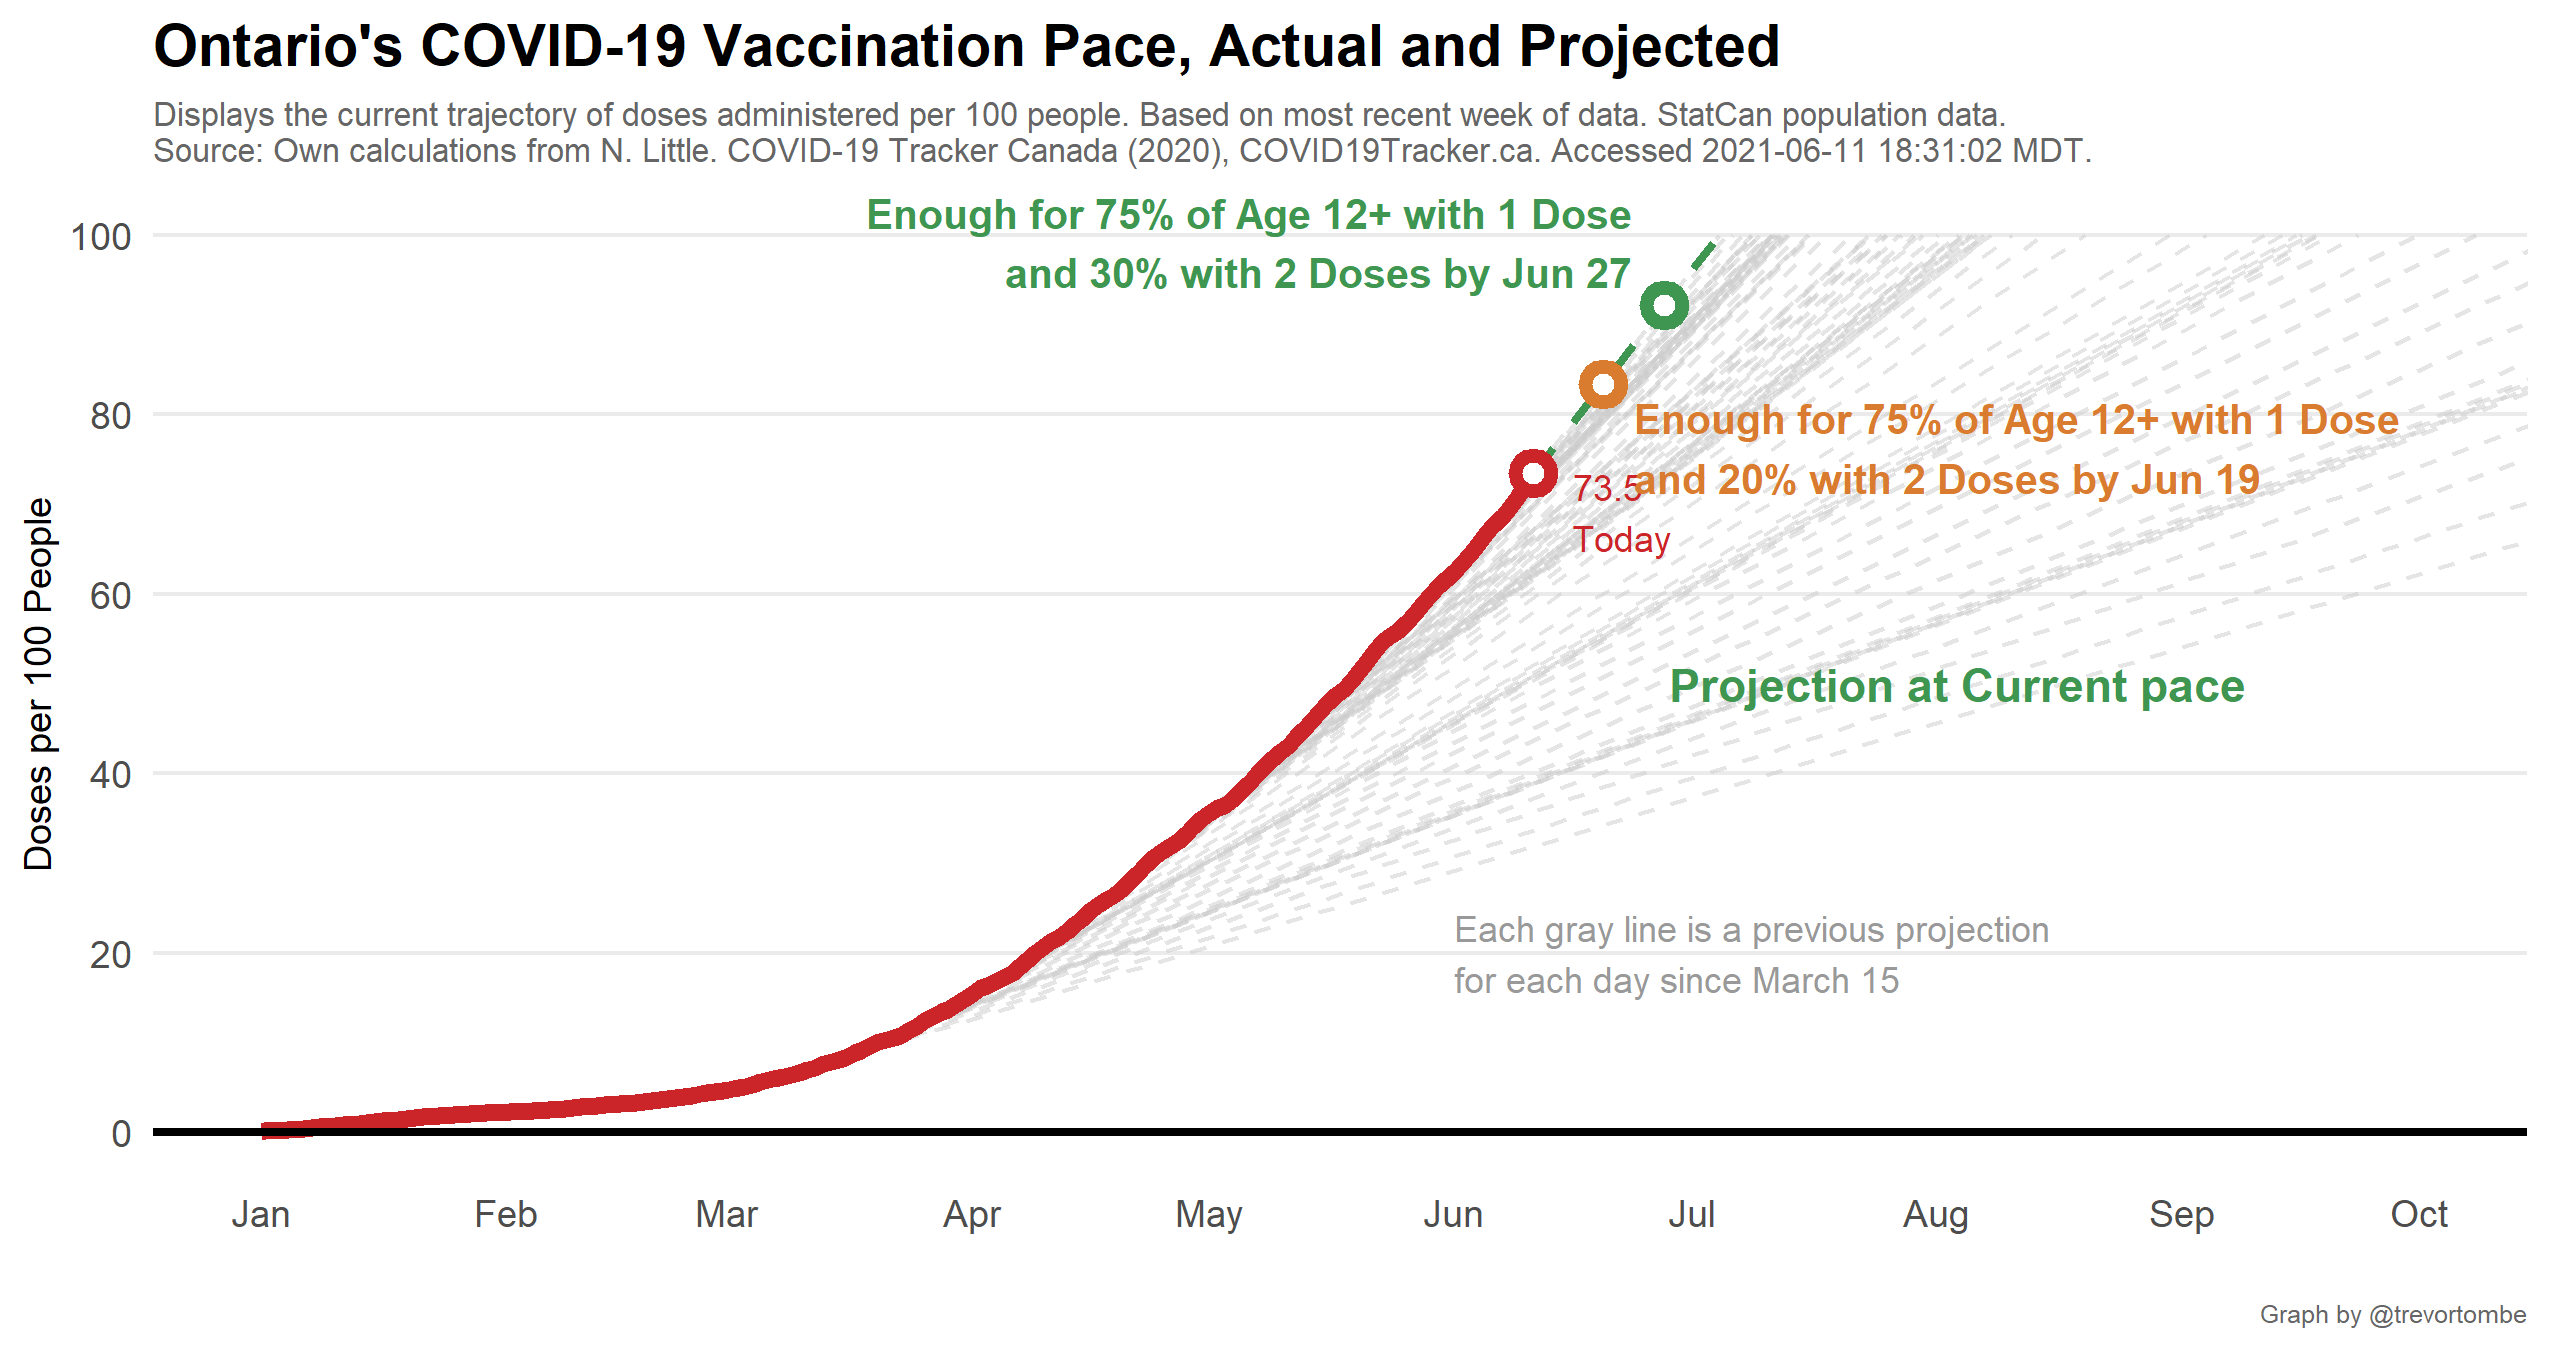 Ontario's COVID-19 Vaccination Pace, Actual and Projected
Displays the current trajectory of doses administered per 100 people. Based on most recent week of data. StatCan population data.
Source: Own calculations from N. Little. COVID-19 Tracker Canada (2020), COVID19Tracker.ca. Accessed 2021-06-11 18:31:02 MDT.
Enough for 75% of Age 12+ with 1 Dose
and 30% with 2 Doses by Jun 27
Enough for 75% of Age 12+ with 1 Dose
and 20% with 2 Doses by Jun 19
73.5
Today
Projection at Current pace
Each gray line is a previous projection
for each day since March 15
Doses per 100 People
100
80
60
40
20
0
Jan Feb Mar Apr May Jun Jul Aug Sep Oct
Graph by @trevortombe